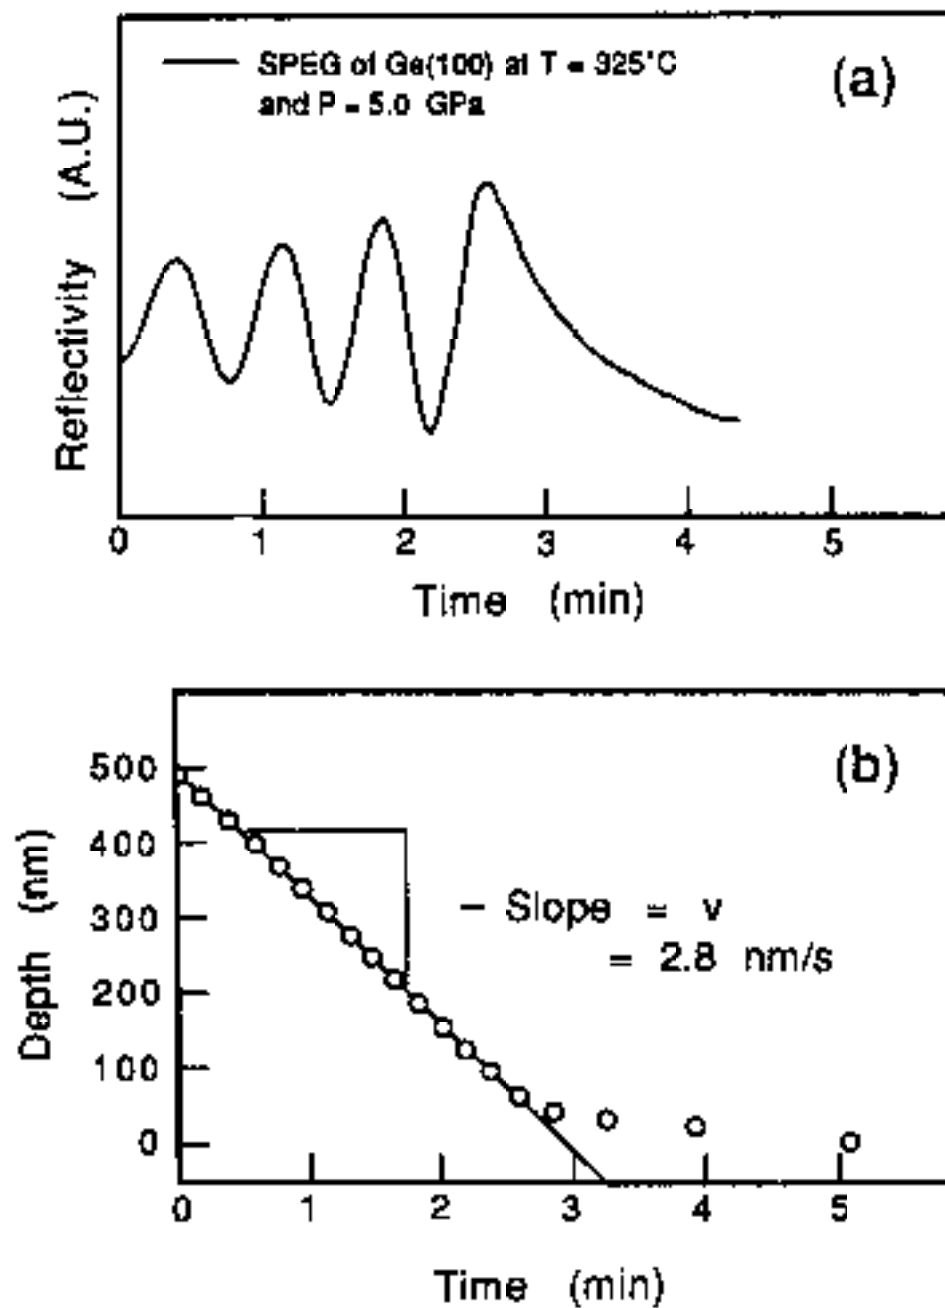 SPEG of Ge(100) at T = 325°C
and P = 5.0 GPa
(a)
Reflectivity (A.U.)
0 1 2 3 4 5
Time (min)
(b)
500
400
300
200
100
0
Depth (nm)
– Slope = v
= 2.8 nm/s
0 1 2 3 4 5
Time (min)